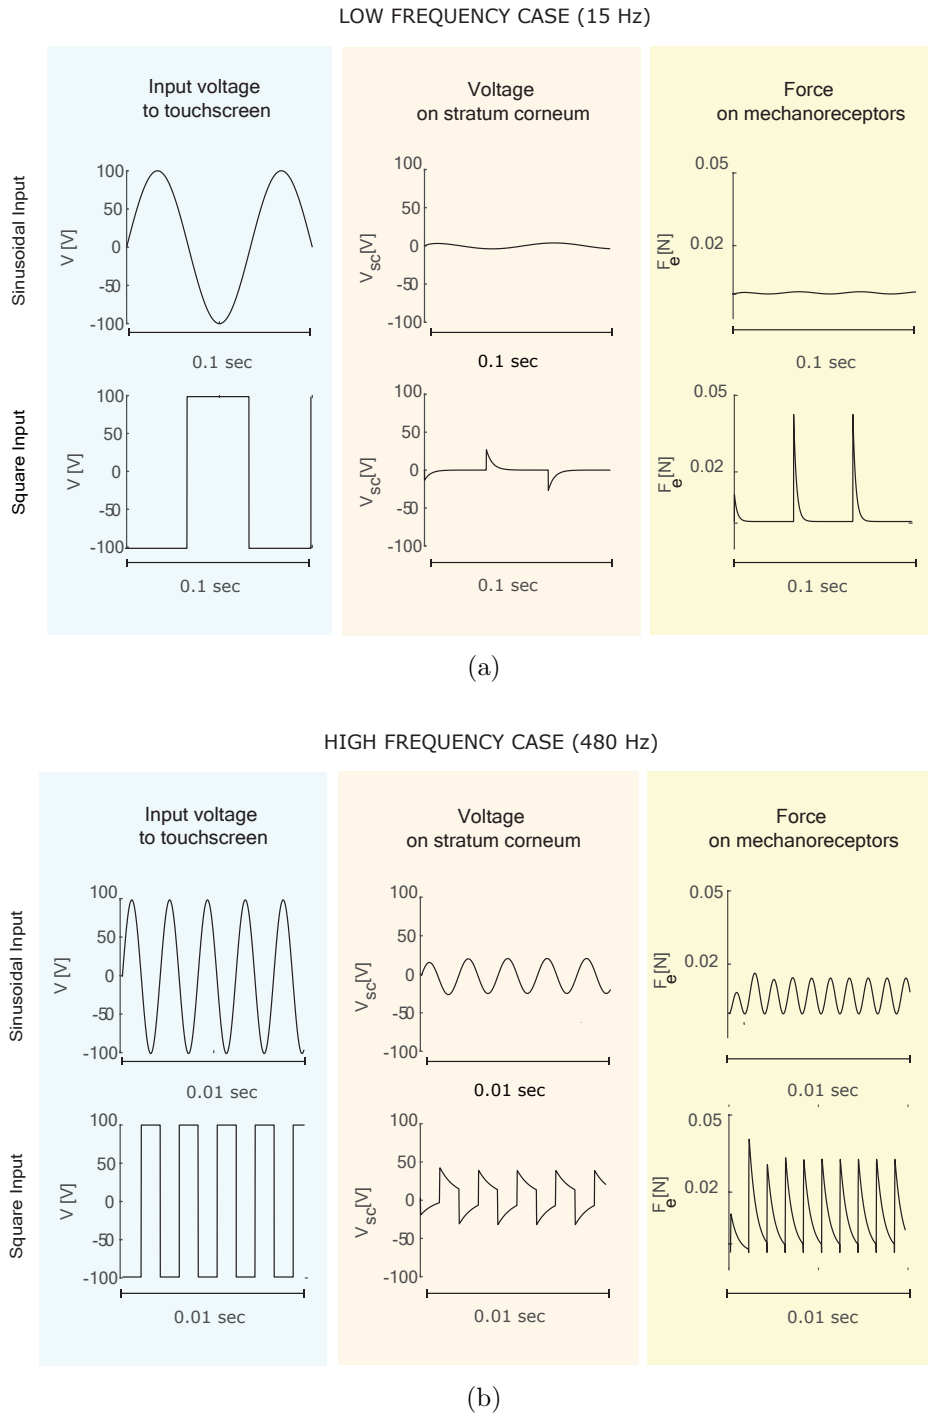 LOW FREQUENCY CASE (15 Hz)
Input voltage
to touchscreen
Voltage
on stratum corneum
Force
on mechanoreceptors
Sinusoidal Input
V [V]
100
50
0
-50
-100
0.1 sec
V_sc[V]
100
50
0
-50
-100
0.1 sec
F_e[N]
0.05
0.02
0.1 sec
Square Input
V [V]
100
50
0
-50
-100
0.1 sec
V_sc[V]
100
50
0
-50
-100
0.1 sec
F_e[N]
0.05
0.02
0.1 sec
(a)
HIGH FREQUENCY CASE (480 Hz)
Input voltage
to touchscreen
Voltage
on stratum corneum
Force
on mechanoreceptors
Sinusoidal Input
V [V]
100
50
0
-50
-100
0.01 sec
V_sc[V]
100
50
0
-50
-100
0.01 sec
F_e[N]
0.05
0.02
0.01 sec
Square Input
V [V]
100
50
0
-50
-100
0.01 sec
V_sc[V]
100
50
0
-50
-100
0.01 sec
F_e[N]
0.05
0.02
0.01 sec
(b)